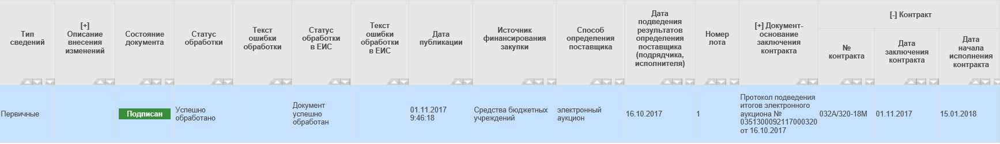 Тип
сведений
[+]
Описание
внесения
изменений
Состояние
документа
Статус
обработки
Текст
ошибки
обработки
Статус
обработки
в ЕИС
Текст
ошибки
обработки
в ЕИС
Дата
публикации
Источник
финансирования
закупки
Способ
определения
поставщика
Дата
подведения
результатов
определения
поставщика
(подрядчика,
исполнителя)
Номер
лота
[+] Документ-
основание
заключения
контракта
[-] Контракт
№
контракта
Дата
заключения
контракта
Дата
начала
исполнения
контракта
Первичные
Подписан
Успешно
обработано
Документ
успешно
обработан
01.11.2017
9:46:18
Средства бюджетных
учреждений
электронный
аукцион
16.10.2017
1
Протокол подведения
итогов электронного
аукциона №
0351300092117000320
от 16.10.2017
032А/320-18М
01.11.2017
15.01.2018